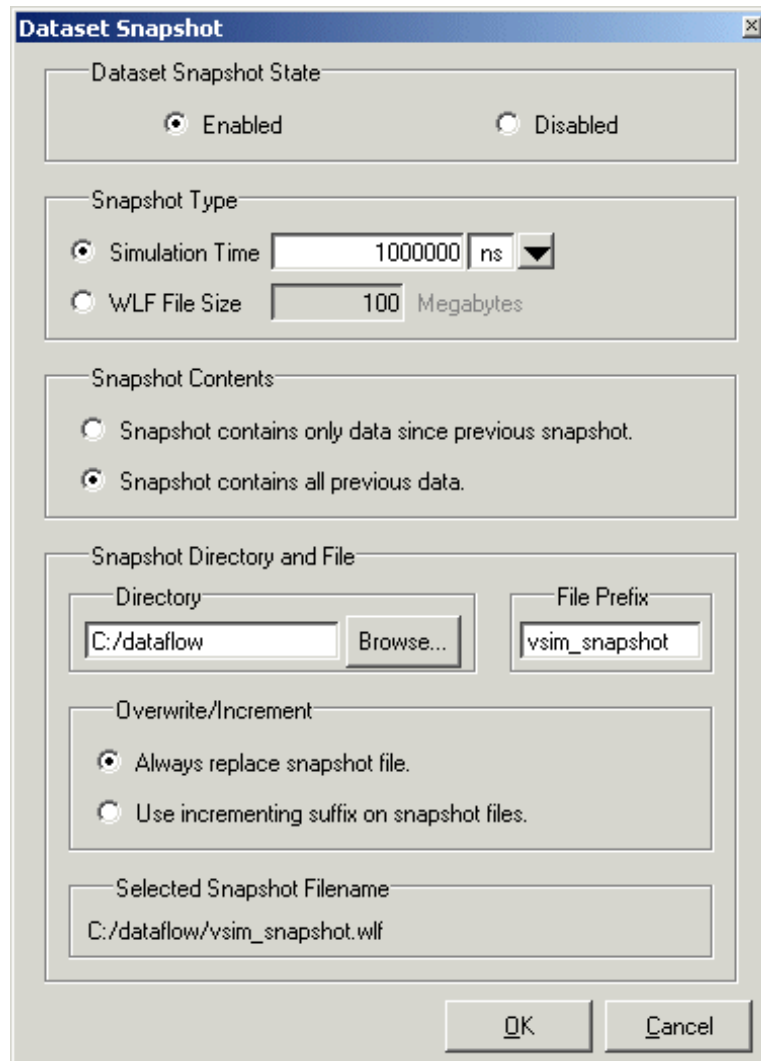 Dataset Snapshot
Dataset Snapshot State
Enabled Disabled
Snapshot Type
Simulation Time 1000000 ns
WLF File Size 100 Megabytes
Snapshot Contents
Snapshot contains only data since previous snapshot.
Snapshot contains all previous data.
Snapshot Directory and File
Directory File Prefix
C:/dataflow Browse... vsim_snapshot
Overwrite/Increment
Always replace snapshot file.
Use incrementing suffix on snapshot files.
Selected Snapshot Filename
C:/dataflow/vsim_snapshot.wlf
OK Cancel